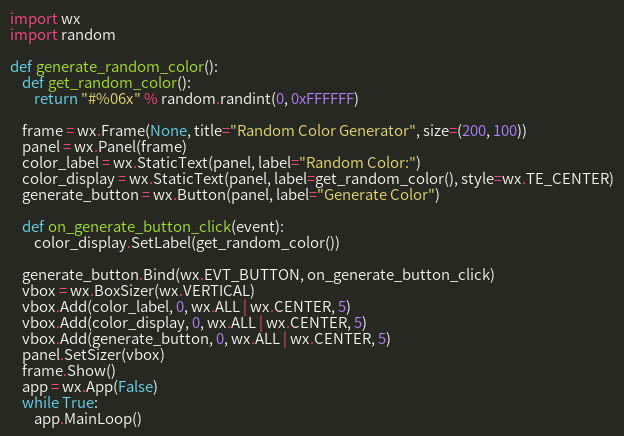 import wx
import random

def generate_random_color():
    def get_random_color():
        return "#%06x" % random.randint(0, 0xFFFFFF)

    frame = wx.Frame(None, title="Random Color Generator", size=(200, 100))
    panel = wx.Panel(frame)
    color_label = wx.StaticText(panel, label="Random Color:")
    color_display = wx.StaticText(panel, label=get_random_color(), style=wx.TE_CENTER)
    generate_button = wx.Button(panel, label="Generate Color")

    def on_generate_button_click(event):
        color_display.SetLabel(get_random_color())

    generate_button.Bind(wx.EVT_BUTTON, on_generate_button_click)
    vbox = wx.BoxSizer(wx.VERTICAL)
    vbox.Add(color_label, 0, wx.ALL | wx.CENTER, 5)
    vbox.Add(color_display, 0, wx.ALL | wx.CENTER, 5)
    vbox.Add(generate_button, 0, wx.ALL | wx.CENTER, 5)
    panel.SetSizer(vbox)
    frame.Show()
    app = wx.App(False)
    while True:
        app.MainLoop()